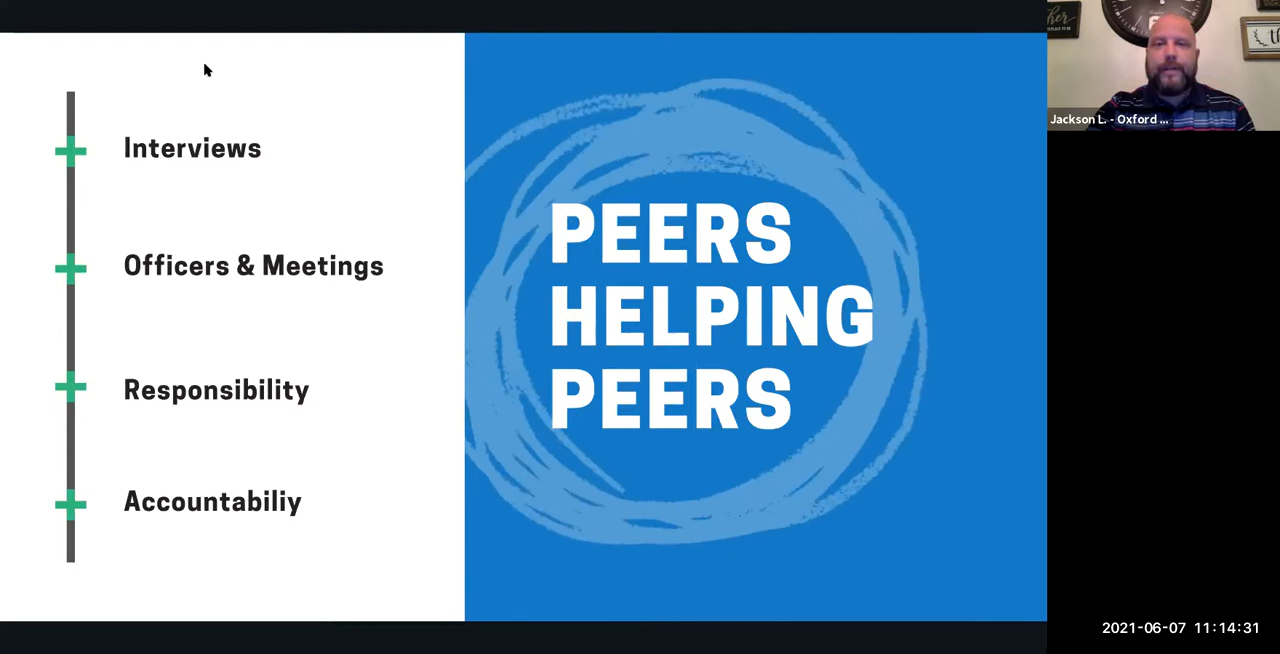 Interviews
Officers & Meetings
Responsibility
Accountabiliy
PEERS
HELPING
PEERS
Jackson L. - Oxford ...
2021-06-07 11:14:31